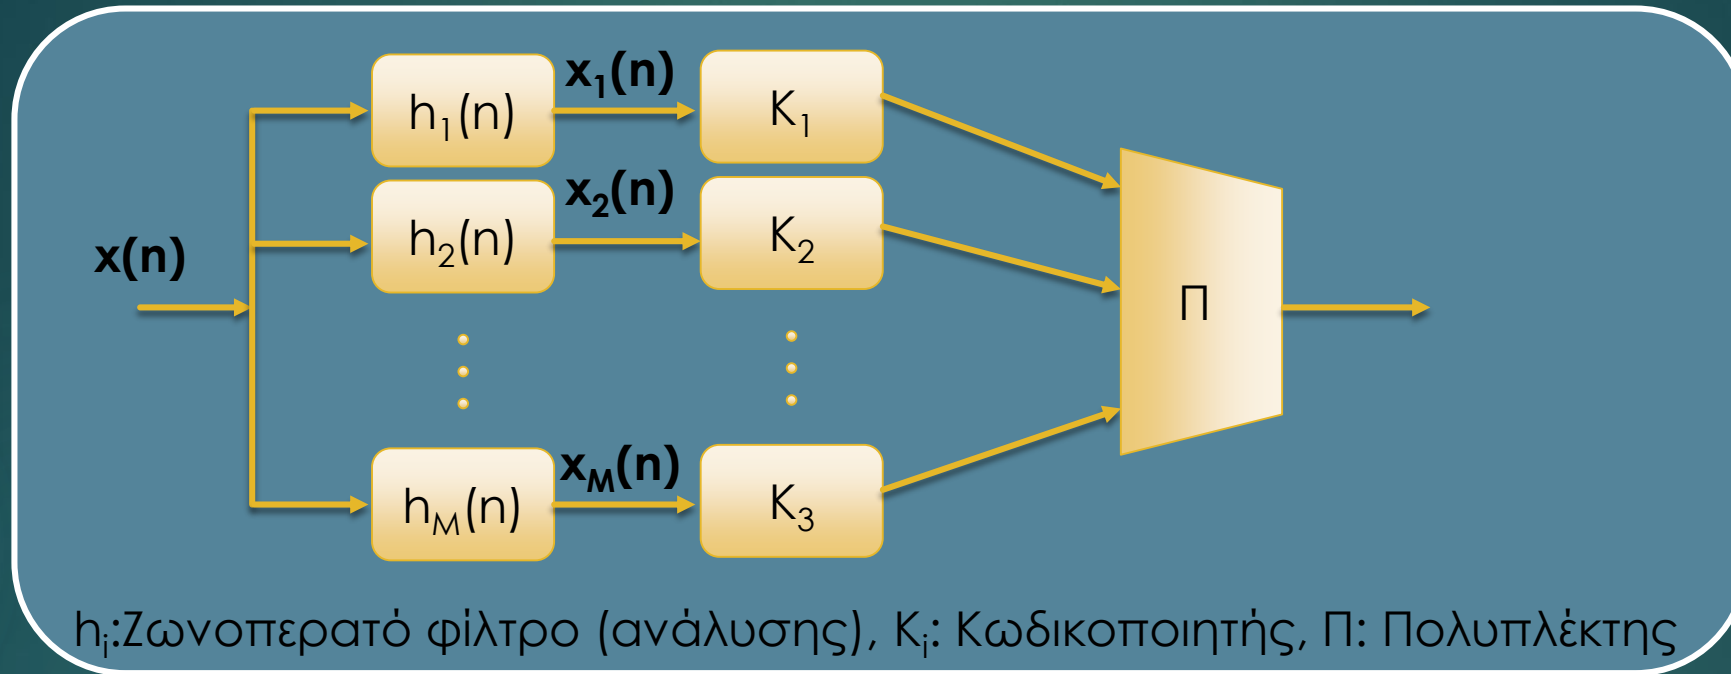 x₁(n)
h₁(n)
K₁
x₂(n)
h₂(n)
K₂
x(n)
Π
x_M(n)
h_M(n)
K₃
hᵢ:Ζωνοπερατό φίλτρο (ανάλυσης), Kᵢ: Κωδικοποιητής, Π: Πολυπλέκτης